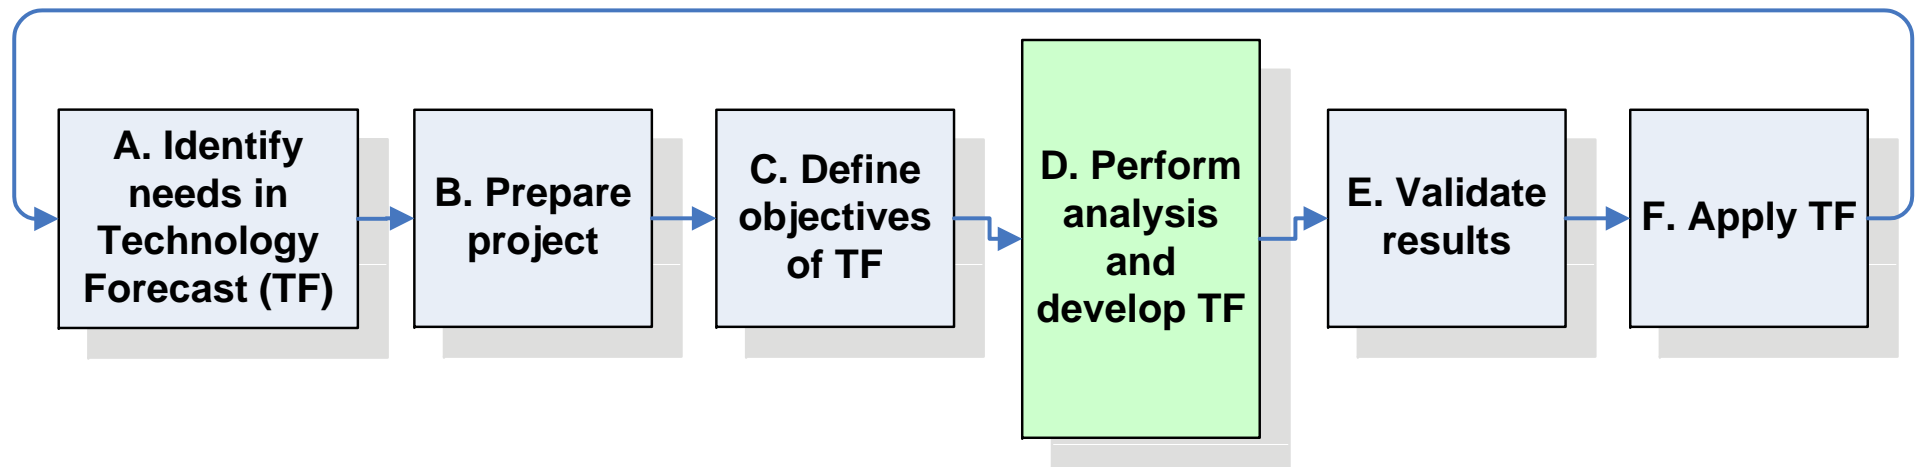 A. Identify
needs in
Technology
Forecast (TF)
B. Prepare
project
C. Define
objectives
of TF
D. Perform
analysis
and
develop TF
E. Validate
results
F. Apply TF